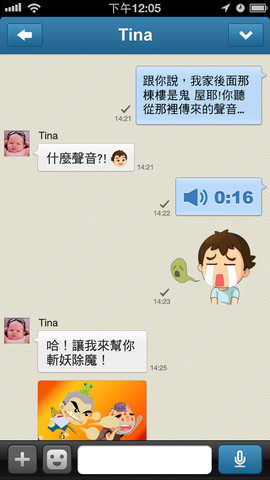 下午12:05
Tina
跟你說，我家後面那
棟樓是鬼 屋耶!你聽
從那裡傳來的聲音...
14:21
Tina
什麼聲音?!
14:21
0:16
14:22
14:23
Tina
哈！讓我來幫你
斬妖除魔！
14:25